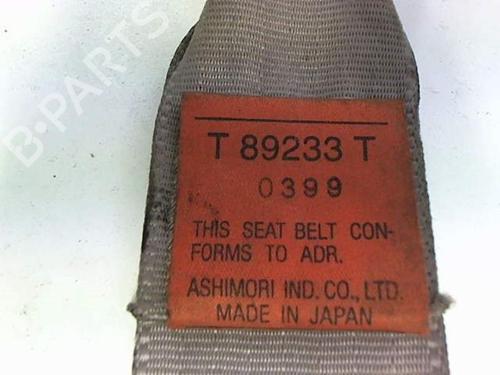 B-PARTS
T 89233 T
0399
THIS SEAT BELT CON-
FORMS TO ADR.
ASHIMORI IND. CO., LTD.
MADE IN JAPAN